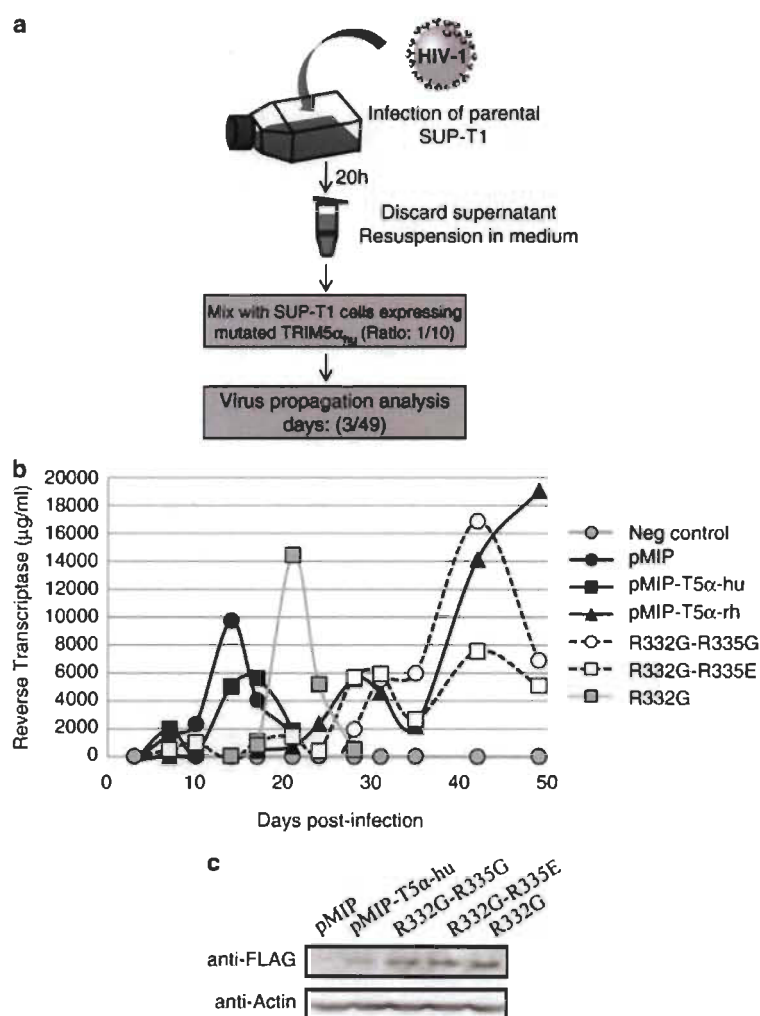 a
HIV-1
Infection of parental
SUP-T1
20h
Discard supernatant
Resuspension in medium
Mix with SUP-T1 cells expressing
mutated TRIM5α (Ratio: 1/10)
Virus propagation analysis
days: (3/49)
b
Reverse Transcriptase (µg/ml)
20000
18000
16000
14000
12000
10000
8000
6000
4000
2000
0
0 10 20 30 40 50
Days post-infection
Neg control
pMIP
pMIP-T5α-hu
pMIP-T5α-rh
R332G-R335G
R332G-R335E
R332G
c
pMIP
pMIP-T5α-hu
R332G-R335G
R332G-R335E
R332G
anti-FLAG
anti-Actin